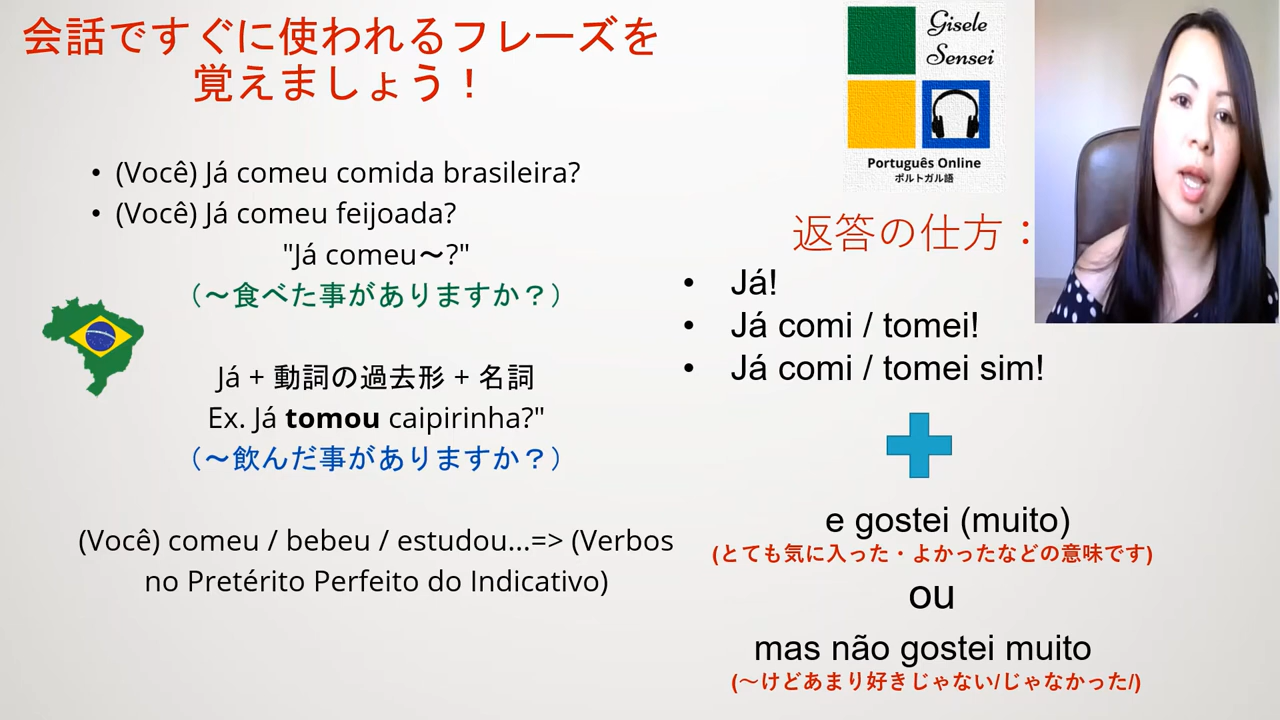 会話ですぐに使われるフレーズを
覚えましょう！
• (Você) Já comeu comida brasileira?
• (Você) Já comeu feijoada?
"Já comeu～?"
（～食べた事がありますか？）
Já + 動詞の過去形 + 名詞
Ex. Já tomou caipirinha?"
（～飲んだ事がありますか？）
(Você) comeu / bebeu / estudou...=> (Verbos
no Pretérito Perfeito do Indicativo)
Gisele
Sensei
Português Online
ポルトガル語
返答の仕方：
• Já!
• Já comi / tomei!
• Já comi / tomei sim!
e gostei (muito)
(とても気に入った・よかったなどの意味です)
ou
mas não gostei muito
(～けどあまり好きじゃない/じゃなかった/)